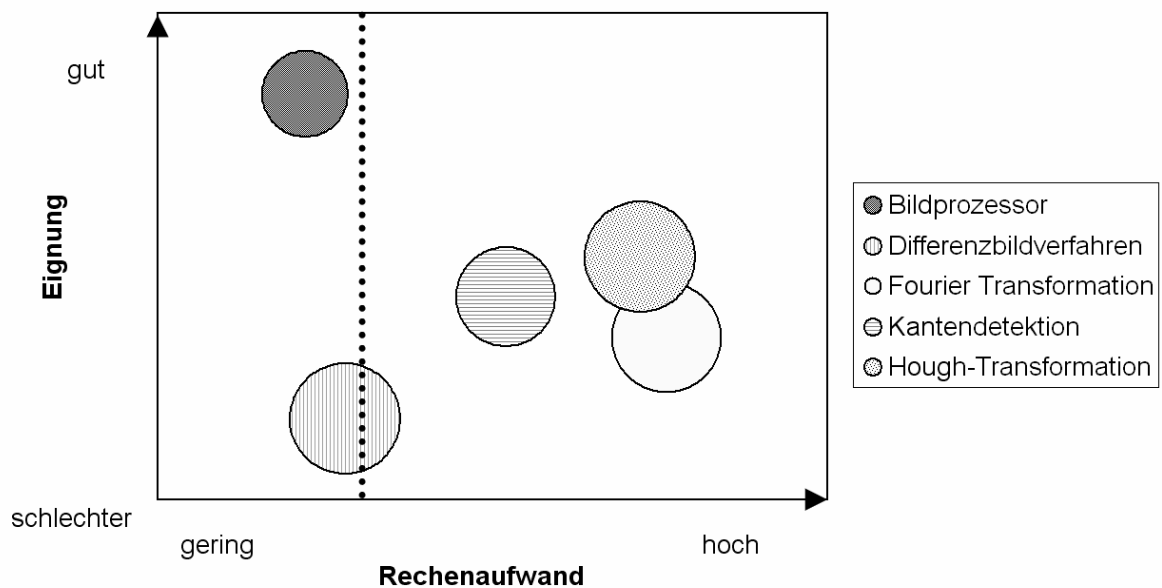 gut
Eignung
schlechter
gering
hoch
Rechenaufwand
Bildprozessor
Differenzbildverfahren
Fourier Transformation
Kantendetektion
Hough-Transformation